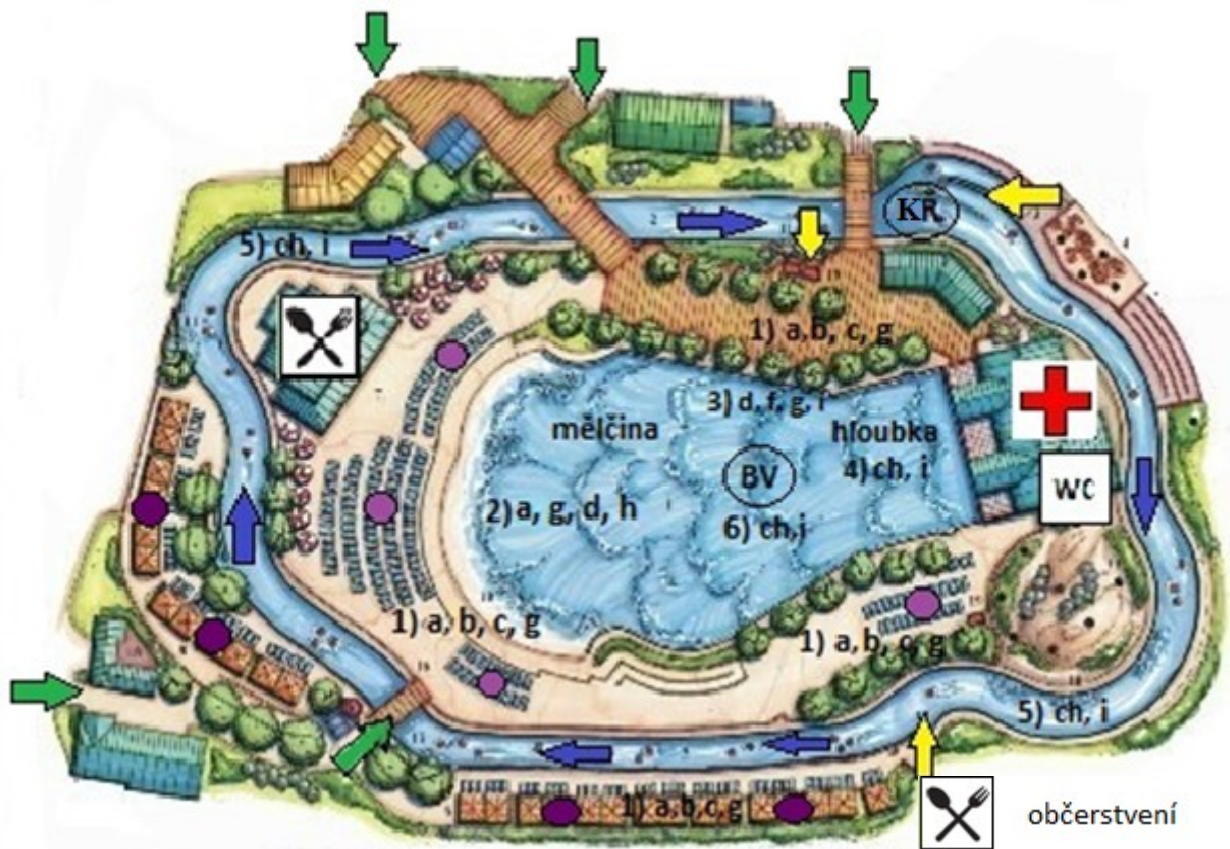 KŘ
5) ch, i
1) a,b, c, g
3) d, f, g, i
mělčina
hloubka
4) ch, i
BV
WC
2) a, g, d, h
6) ch,i
1) a, b, c, g
1) a, b, c, g
5) ch, i
1) a,b,c,g
občerstvení